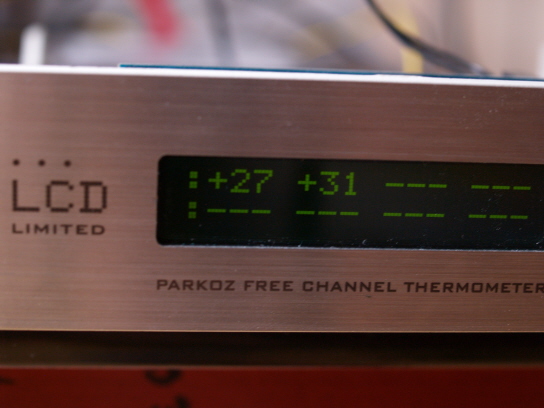 LCD
LIMITED
: +27 +31 --- ---
: --- --- --- ---
PARKOZ FREE CHANNEL THERMOMETER